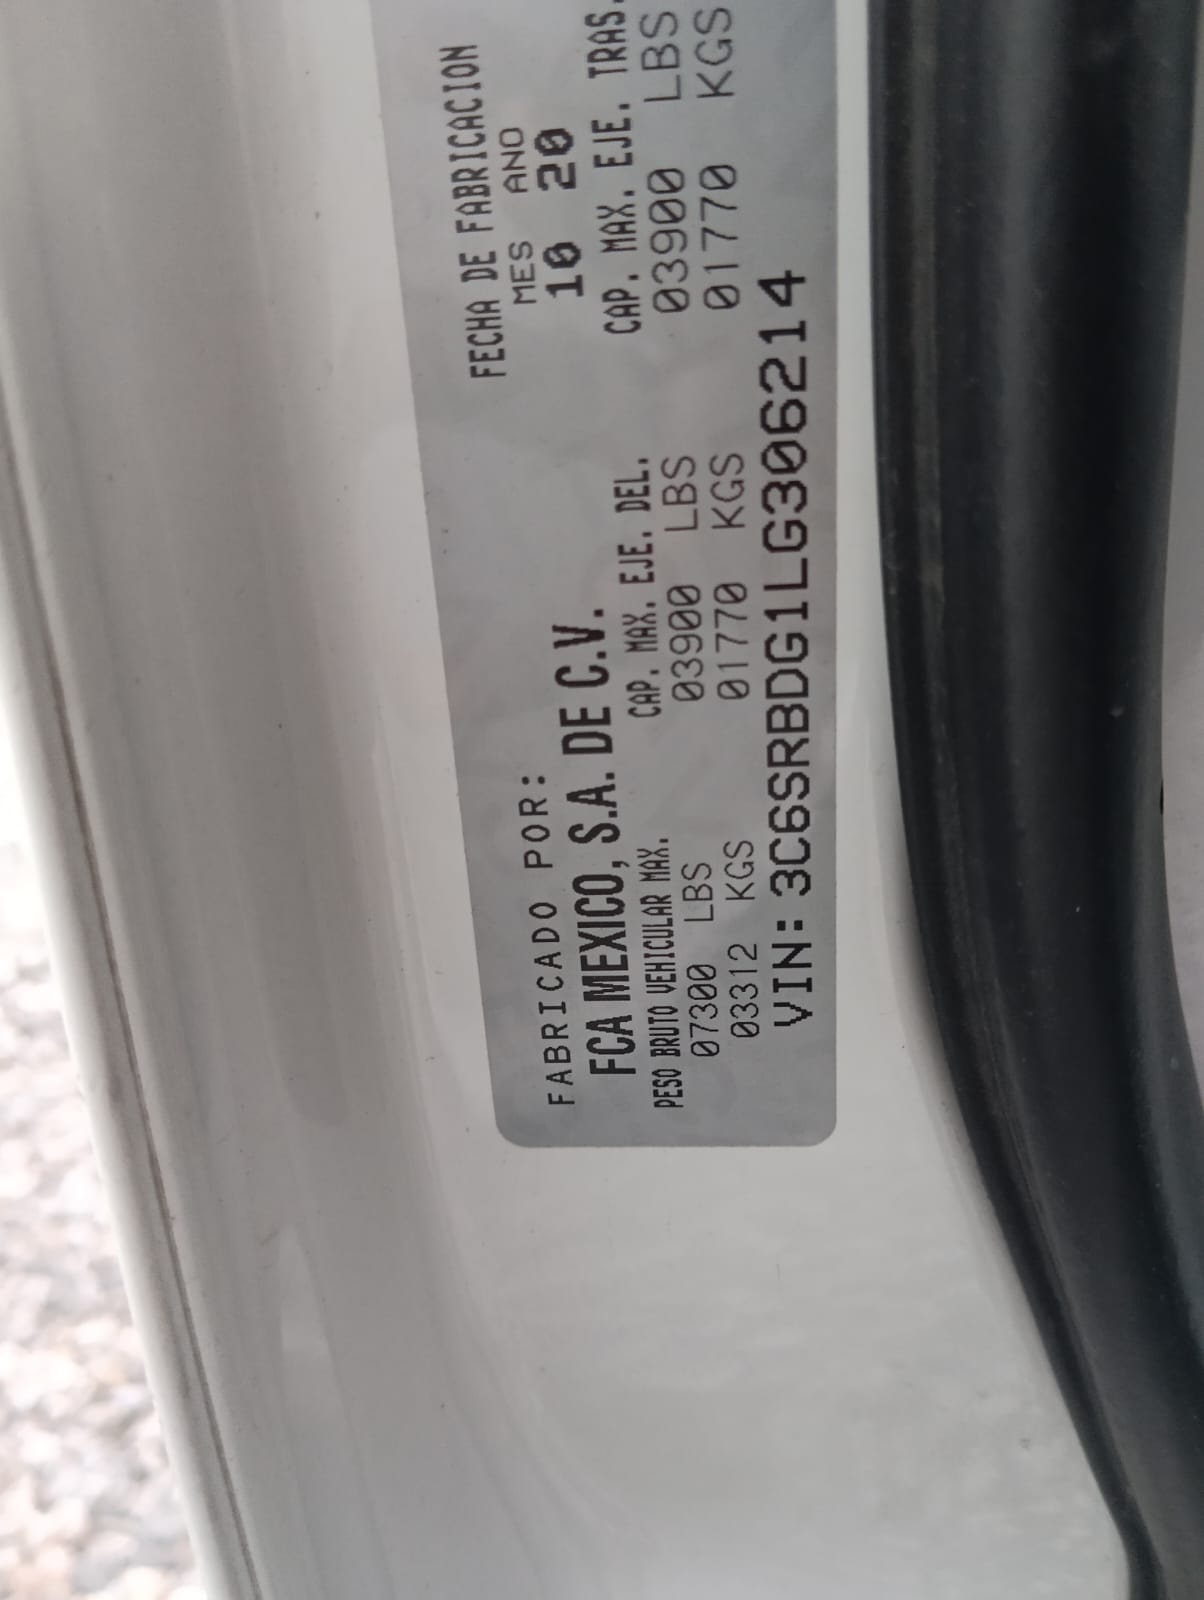 FABRICADO POR:
FCA MEXICO, S.A. DE C.V.
FECHA DE FABRICACION
MES ANO
10 20
PESO BRUTO VEHICULAR MAX.
07300 LBS
03312 KGS
CAP. MAX. EJE. DEL.
03900 LBS
01770 KGS
CAP. MAX. EJE. TRAS.
03900 LBS
01770 KGS
VIN: 3C6SRBDG1LG306214